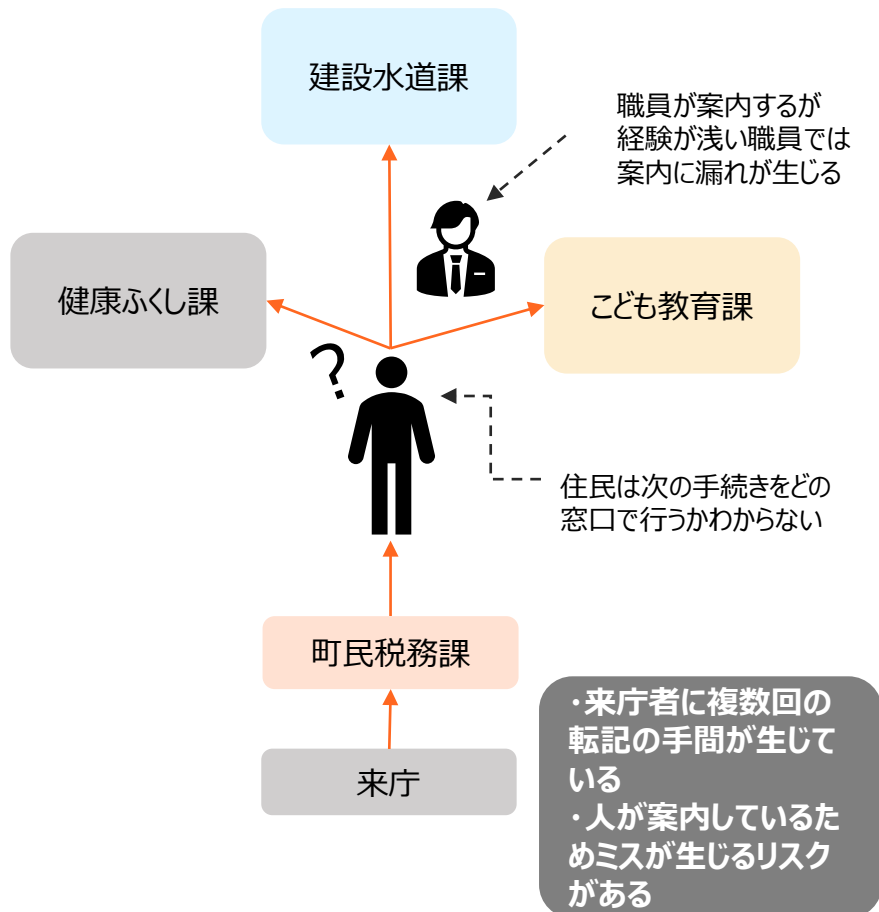 建設水道課
職員が案内するが
経験が浅い職員では
案内に漏れが生じる
健康ふくし課
こども教育課
?
住民は次の手続きをどの
窓口で行うかわからない
町民税務課
来庁
・来庁者に複数回の
転記の手間が生じて
いる
・人が案内しているた
めミスが生じるリスク
がある